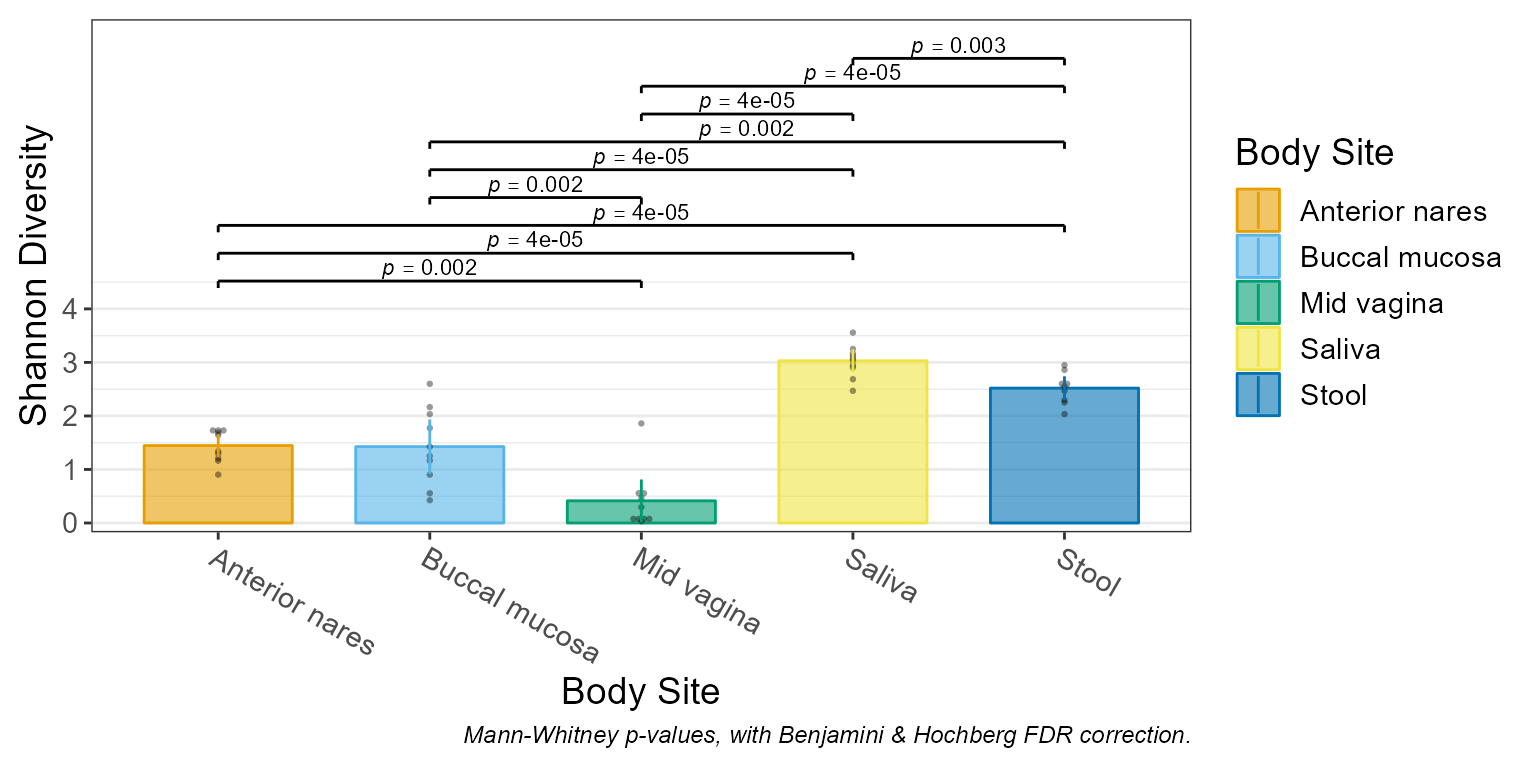 p = 0.003
p = 4e-05
p = 4e-05
p = 0.002
p = 4e-05
p = 0.002
p = 4e-05
p = 4e-05
p = 0.002
Shannon Diversity
4
3
2
1
0
Anterior nares
Buccal mucosa
Mid vagina
Saliva
Stool
Body Site
Mann-Whitney p-values, with Benjamini & Hochberg FDR correction.
Body Site
Anterior nares
Buccal mucosa
Mid vagina
Saliva
Stool